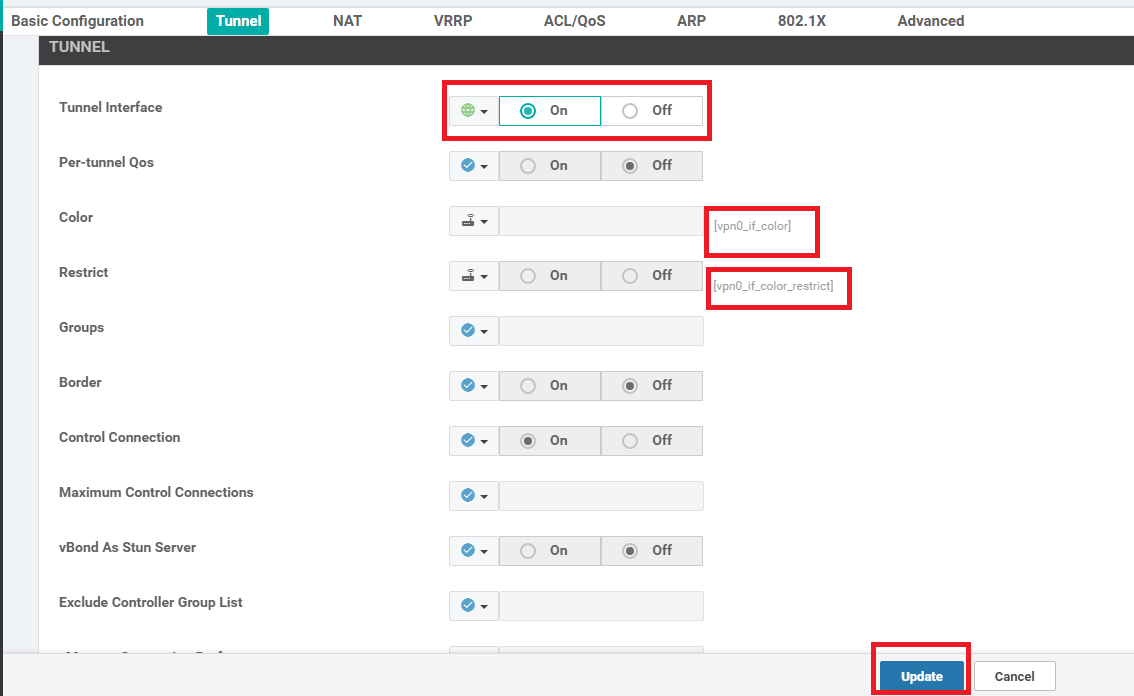 Basic Configuration Tunnel NAT VRRP ACL/QoS ARP 802.1X Advanced
TUNNEL
Tunnel Interface On Off
Per-tunnel Qos On Off
Color [vpn0_if_color]
Restrict On Off [vpn0_if_color_restrict]
Groups
Border On Off
Control Connection On Off
Maximum Control Connections
vBond As Stun Server On Off
Exclude Controller Group List
Update Cancel